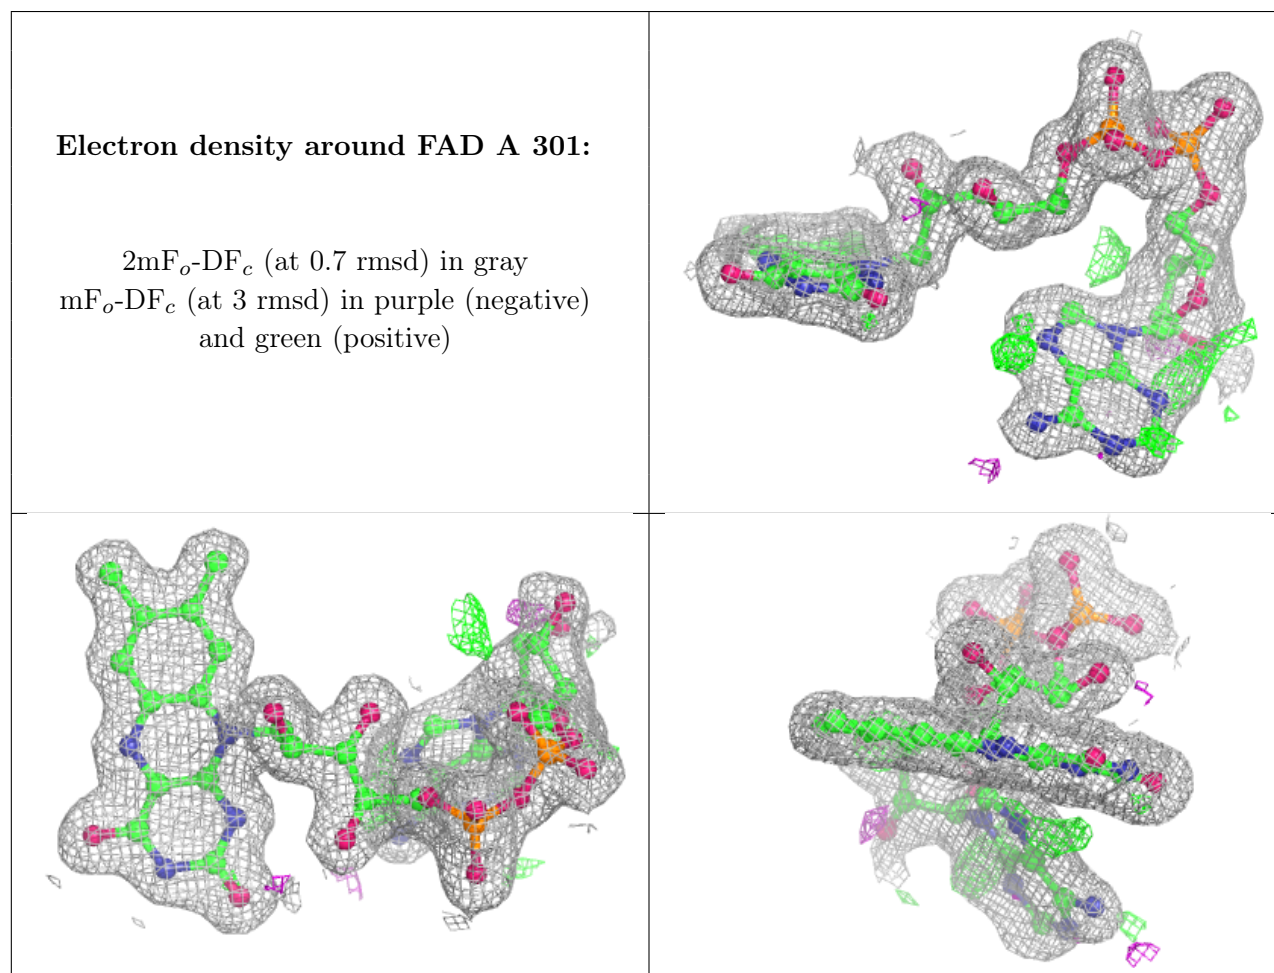 Electron density around FAD A 301:
2mFo-DFc (at 0.7 rmsd) in gray
mFo-DFc (at 3 rmsd) in purple (negative)
and green (positive)